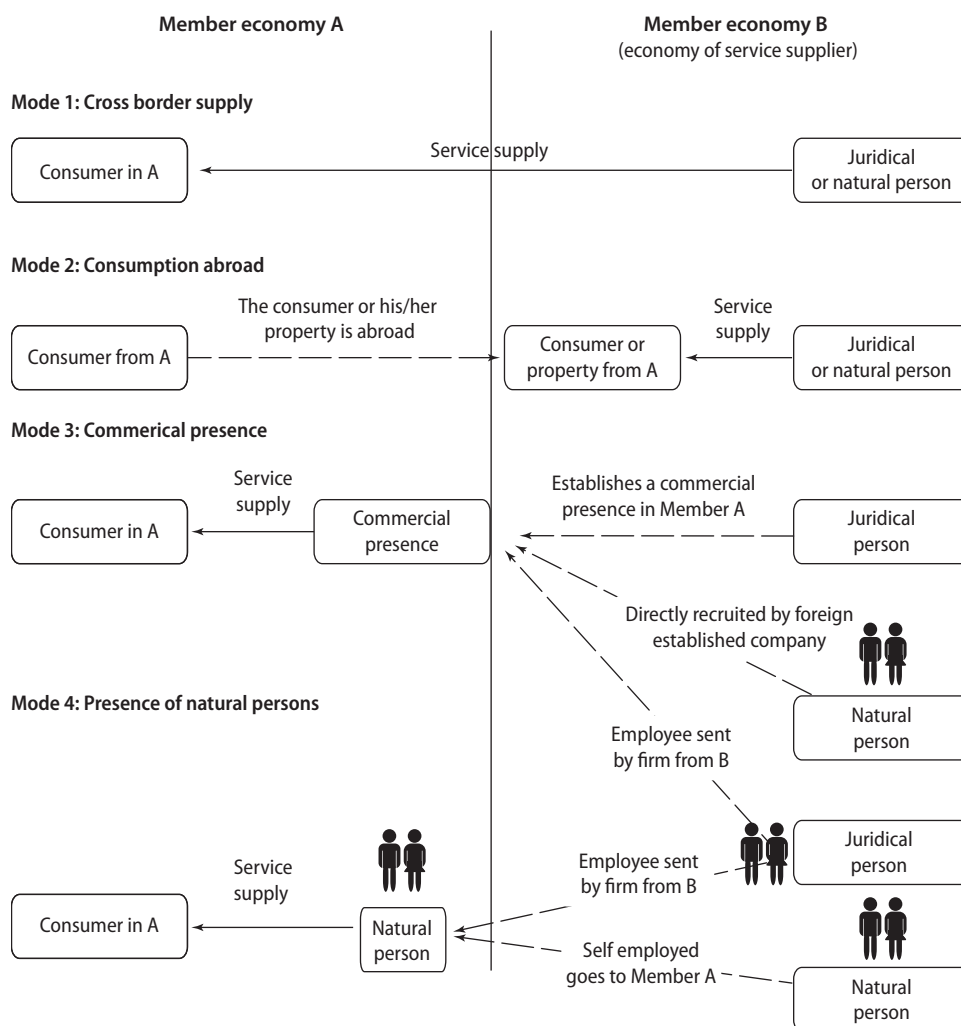 Member economy A
Member economy B
(economy of service supplier)
Mode 1: Cross border supply
Service supply
Consumer in A
Juridical
or natural person
Mode 2: Consumption abroad
The consumer or his/her
property is abroad
Service
supply
Consumer from A
Consumer or
property from A
Juridical
or natural person
Mode 3: Commerical presence
Service
supply
Establishes a commercial
presence in Member A
Consumer in A
Commercial
presence
Juridical
person
Directly recruited by foreign
established company
Mode 4: Presence of natural persons
Natural
person
Employee sent
by firm from B
Juridical
person
Employee sent
by firm from B
Service
supply
Consumer in A
Natural
person
Self employed
goes to Member A
Natural
person